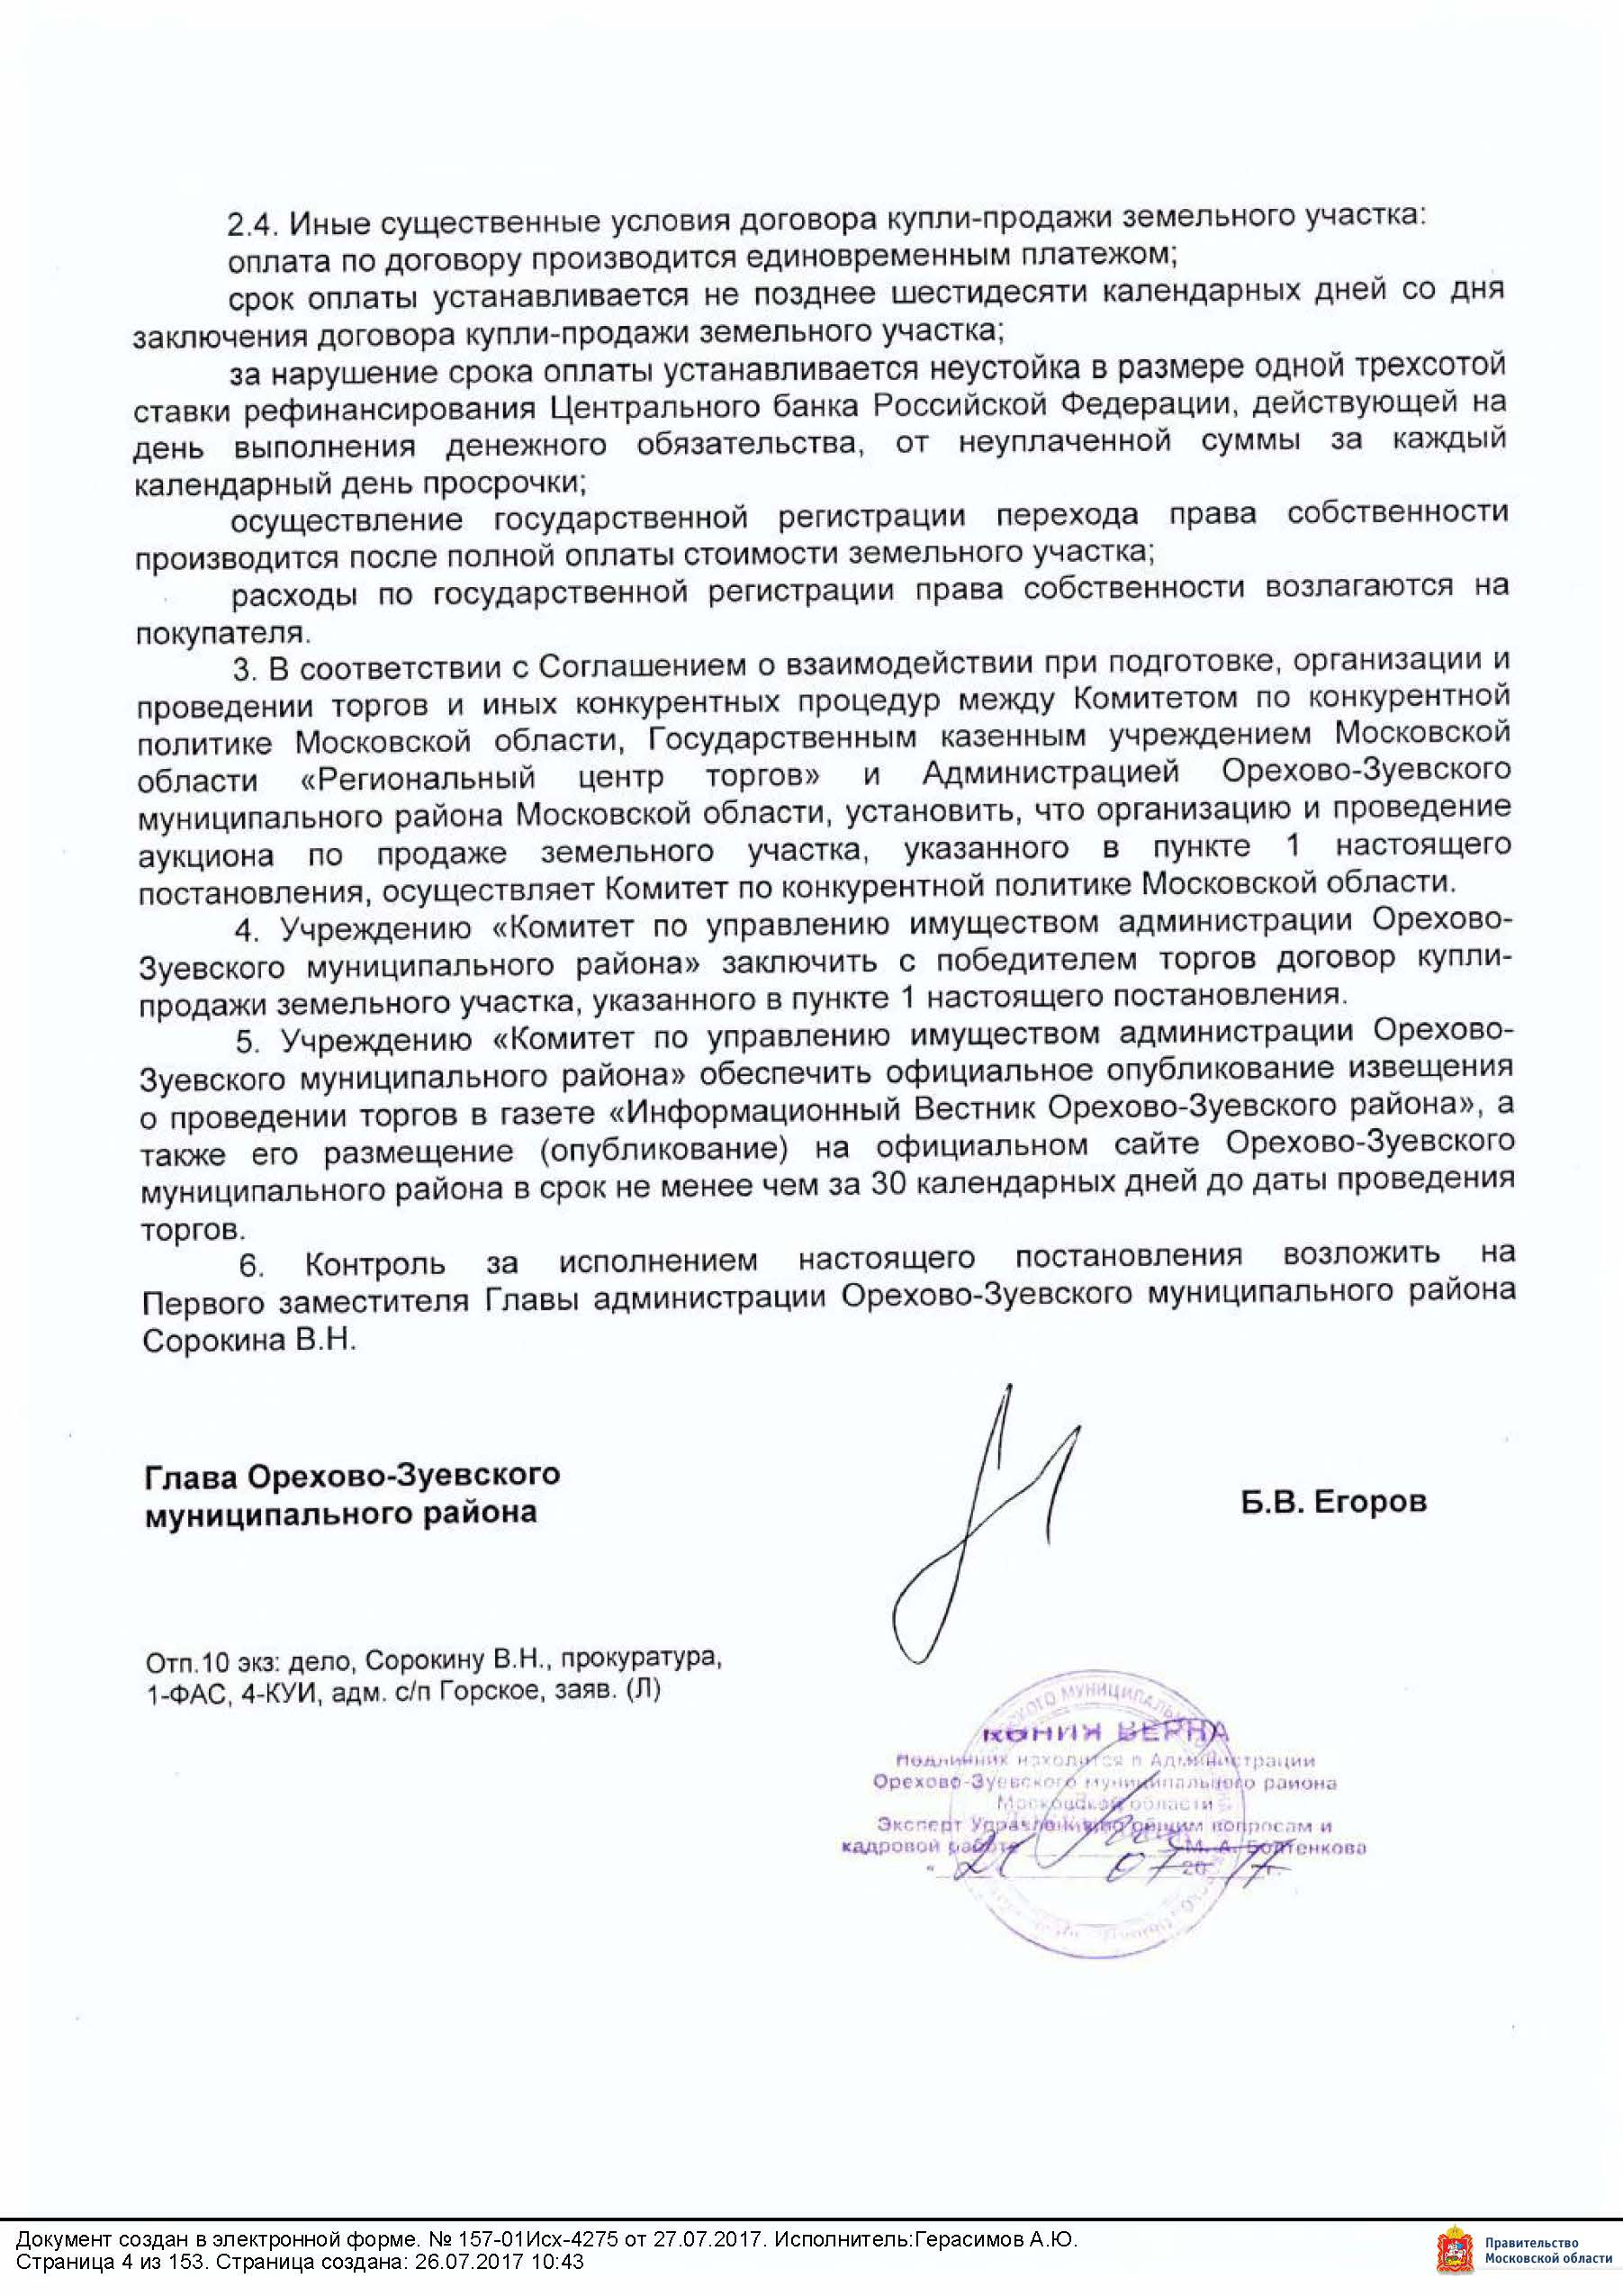 2.4. Иные существенные условия договора купли-продажи земельного участка:
оплата по договору производится единовременным платежом;
срок оплаты устанавливается не позднее шестидесяти календарных дней со дня
заключения договора купли-продажи земельного участка;
за нарушение срока оплаты устанавливается неустойка в размере одной трехсотой
ставки рефинансирования Центрального банка Российской Федерации, действующей на
день выполнения денежного обязательства, от неуплаченной суммы за каждый
календарный день просрочки;
осуществление государственной регистрации перехода права собственности
производится после полной оплаты стоимости земельного участка;
расходы по государственной регистрации права собственности возлагаются на
покупателя.
3. В соответствии с Соглашением о взаимодействии при подготовке, организации и
проведении торгов и иных конкурентных процедур между Комитетом по конкурентной
политике Московской области, Государственным казенным учреждением Московской
области «Региональный центр торгов» и Администрацией Орехово-Зуевского
муниципального района Московской области, установить, что организацию и проведение
аукциона по продаже земельного участка, указанного в пункте 1 настоящего
постановления, осуществляет Комитет по конкурентной политике Московской области.
4. Учреждению «Комитет по управлению имуществом администрации Орехово-
Зуевского муниципального района» заключить с победителем торгов договор купли-
продажи земельного участка, указанного в пункте 1 настоящего постановления.
5. Учреждению «Комитет по управлению имуществом администрации Орехово-
Зуевского муниципального района» обеспечить официальное опубликование извещения
о проведении торгов в газете «Информационный Вестник Орехово-Зуевского района», а
также его размещение (опубликование) на официальном сайте Орехово-Зуевского
муниципального района в срок не менее чем за 30 календарных дней до даты проведения
торгов.
6. Контроль за исполнением настоящего постановления возложить на
Первого заместителя Главы администрации Орехово-Зуевского муниципального района
Сорокина В.Н.
Глава Орехово-Зуевского
муниципального района
Б.В. Егоров
Отп.10 экз: дело, Сорокину В.Н., прокуратура,
1-ФАС, 4-КУИ, адм. с/п Горское, заяв. (Л)
КОПИЯ ВЕРНА
Подлинник находится в Администрации
Орехово-Зуевского муниципального района
Московской области
Эксперт Управления по общим вопросам и
кадровой работе М. А.
07 2017 г.
Документ создан в электронной форме. № 157-01Исх-4275 от 27.07.2017. Исполнитель:Герасимов А.Ю.
Страница 4 из 153. Страница создана: 26.07.2017 10:43
Правительство
Московской области